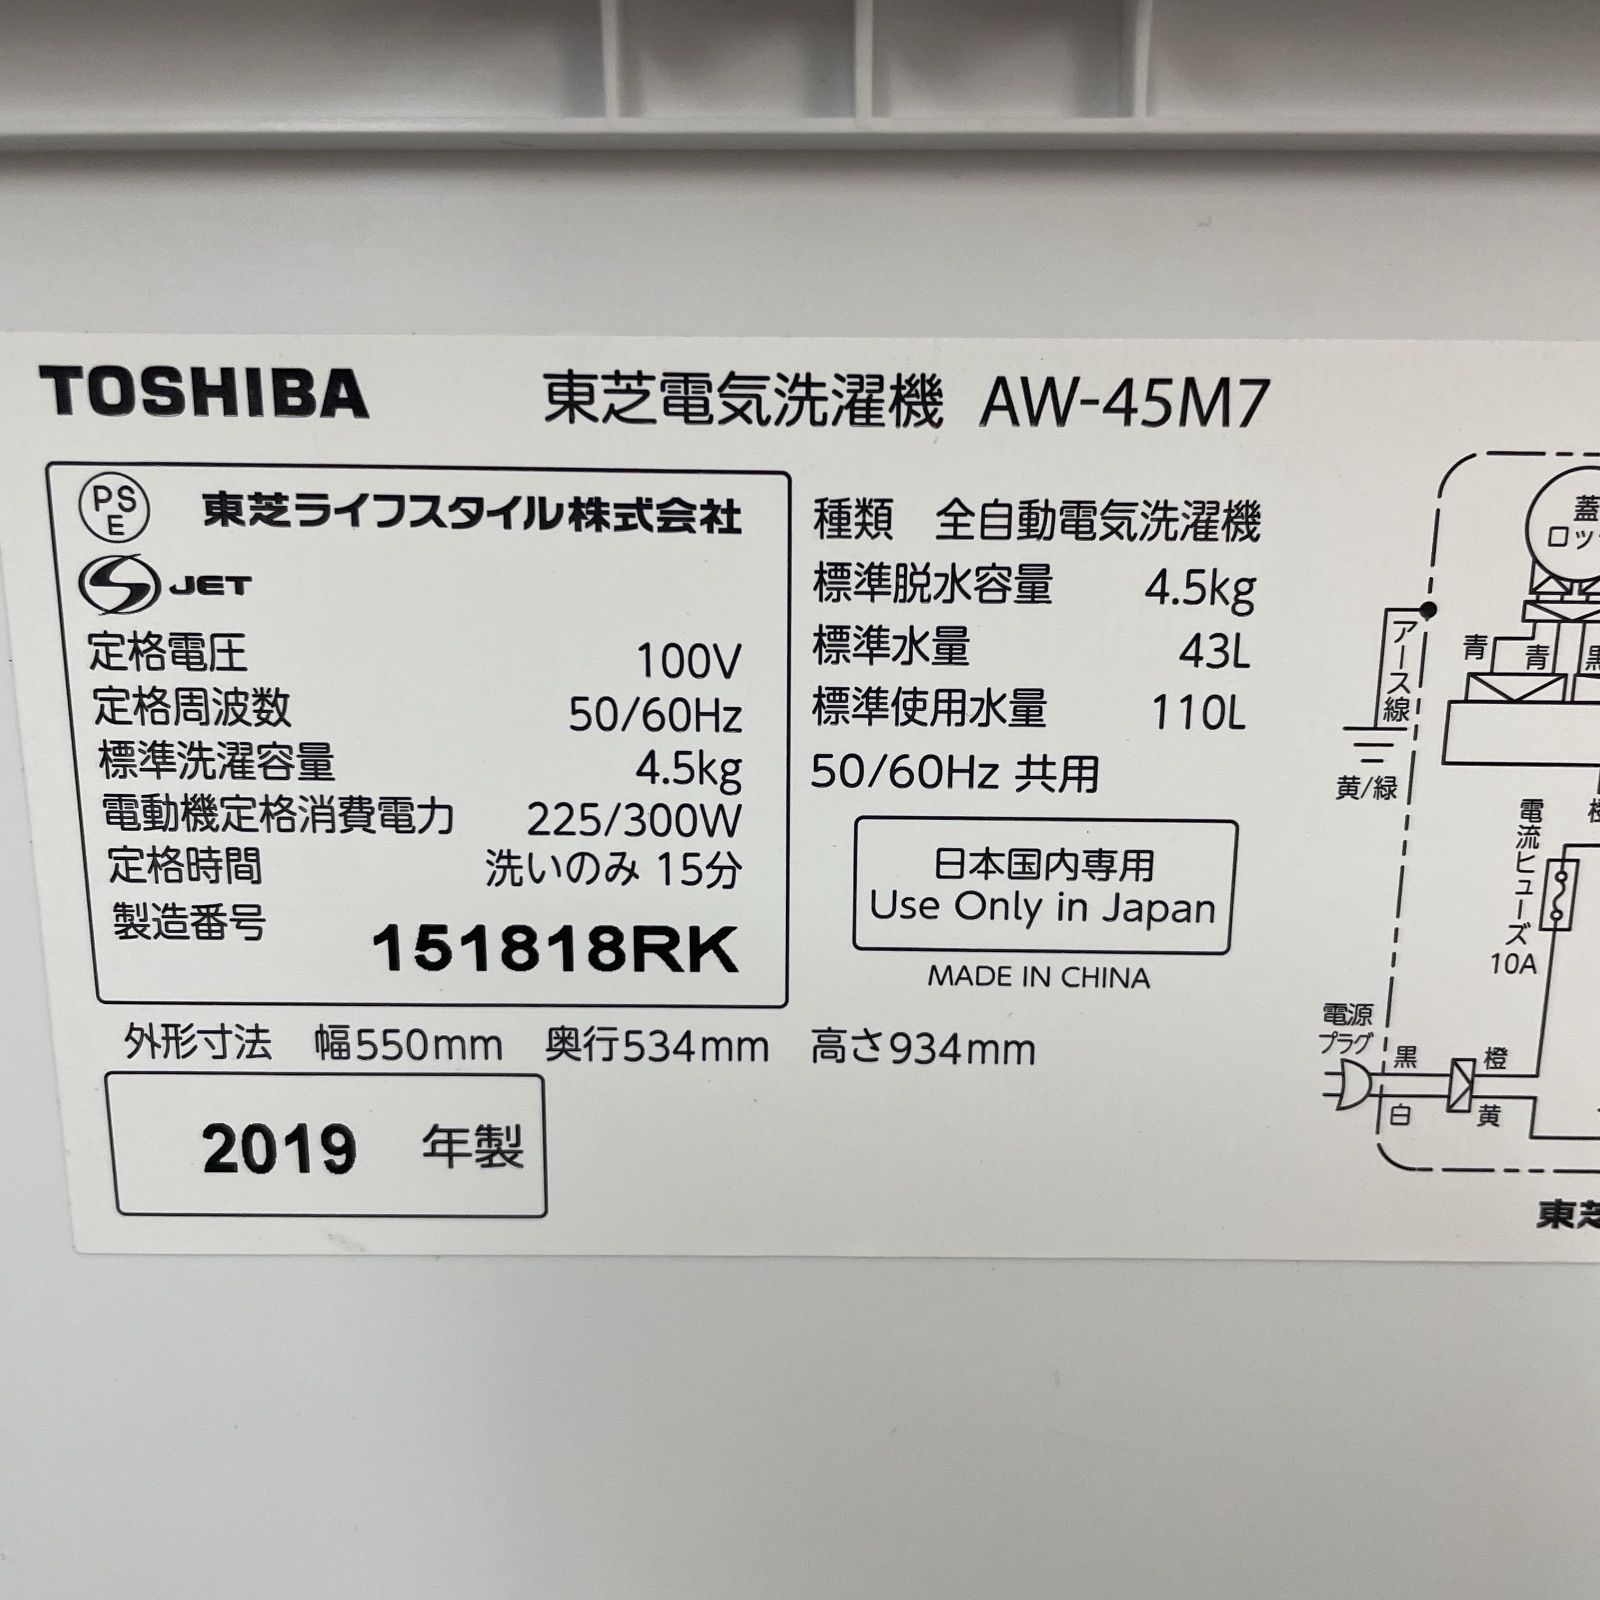 TOSHIBA 東芝電気洗濯機 AW-45M7
PSE 東芝ライフスタイル株式会社
S JET
定格電圧 100V
定格周波数 50/60Hz
標準洗濯容量 4.5kg
電動機定格消費電力 225/300W
定格時間 洗いのみ 15分
製造番号 151818RK
種類 全自動電気洗濯機
標準脱水容量 4.5kg
標準水量 43L
標準使用水量 110L
50/60Hz 共用
日本国内専用
Use Only in Japan
MADE IN CHINA
外形寸法 幅550mm 奥行534mm 高さ934mm
2019 年製
蓋
ロッ
青 青 黒
アース線
黄/緑
電流ヒューズ
10A
電源
プラグ
黒 橙
白 黄
東芝